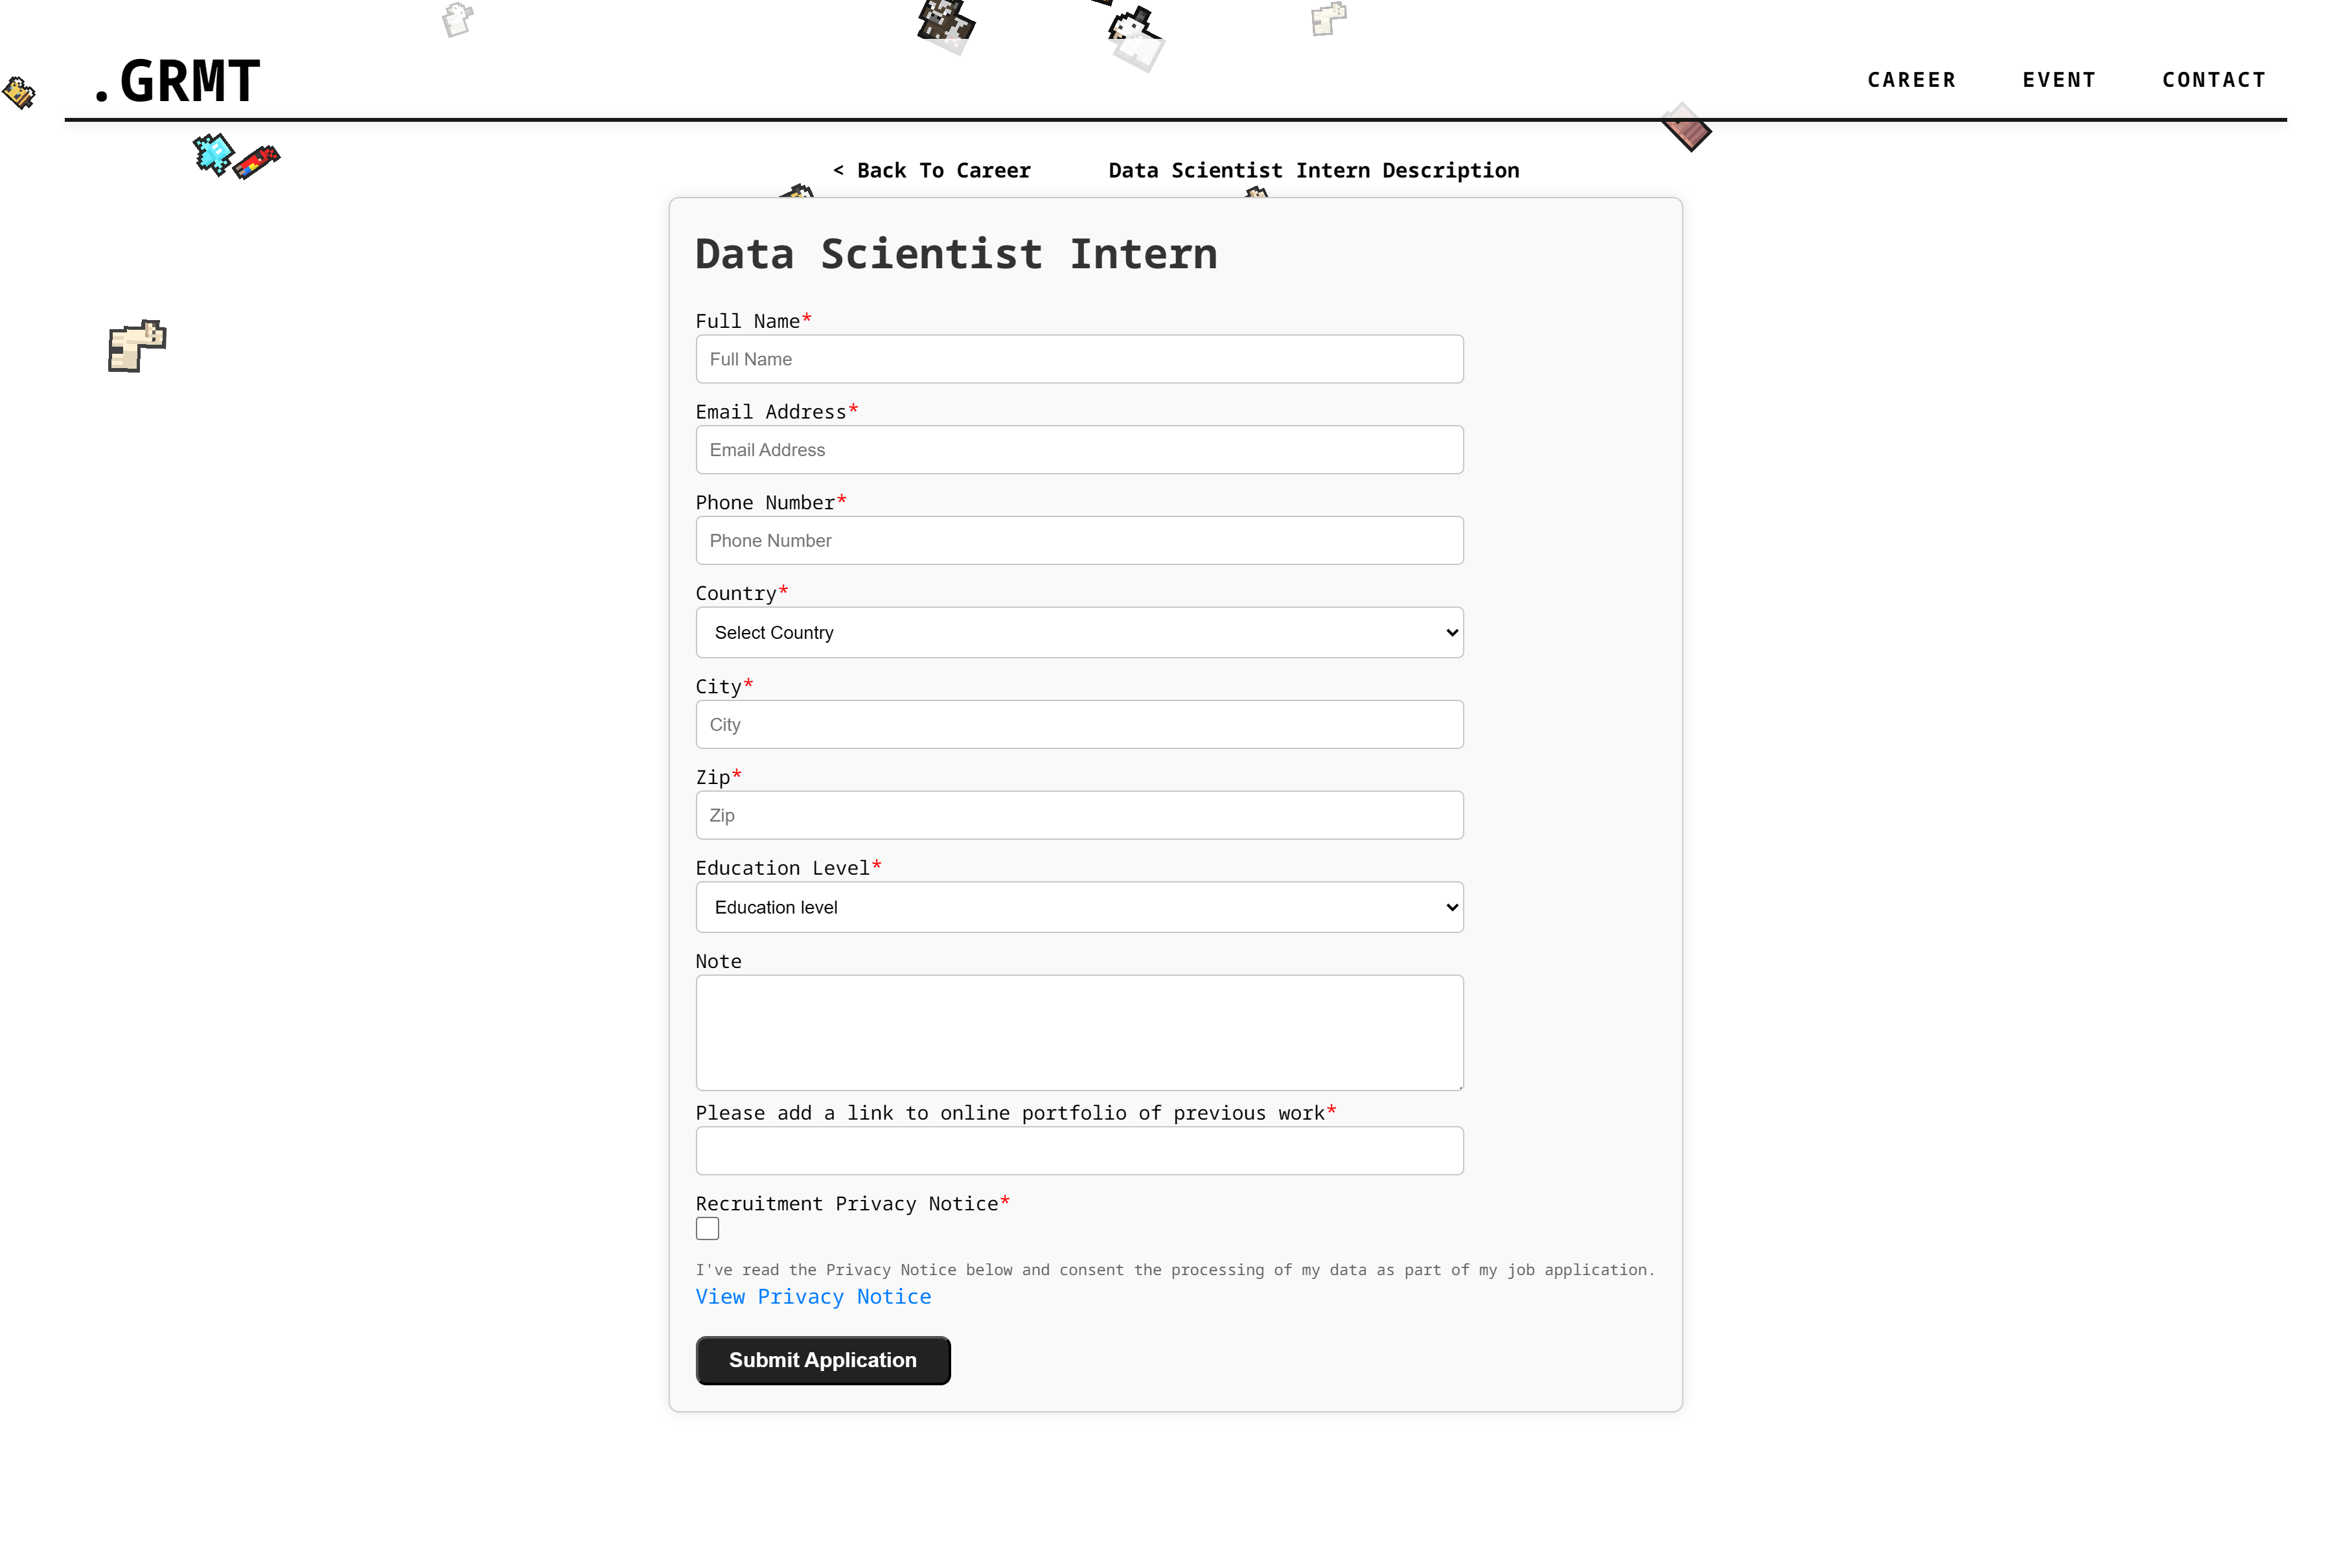 .GRMT
CAREER EVENT CONTACT
< Back To Career Data Scientist Intern Description
Data Scientist Intern
Full Name*
Full Name
Email Address*
Email Address
Phone Number*
Phone Number
Country*
Select Country
City*
City
Zip*
Zip
Education Level*
Education level
Note
Please add a link to online portfolio of previous work*
Recruitment Privacy Notice*
I've read the Privacy Notice below and consent the processing of my data as part of my job application.
View Privacy Notice
Submit Application